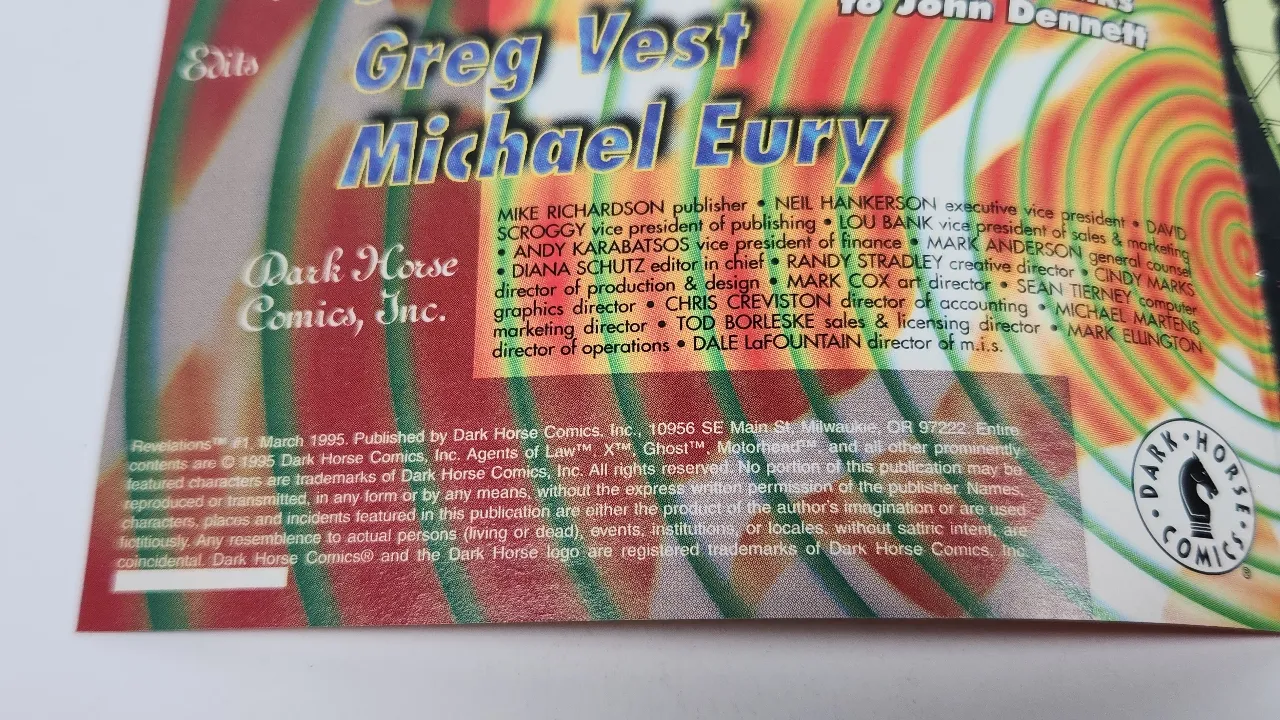 to John Dennett
Edits
Greg Vest
Michael Eury
MIKE RICHARDSON publisher • NEIL HANKERSON executive vice president • DAVID
SCROGGY vice president of publishing • LOU BANK vice president of sales & marketing
• ANDY KARABATSOS vice president of finance • MARK ANDERSON general counsel
• DIANA SCHUTZ editor in chief • RANDY STRADLEY creative director • CINDY MARKS
director of production & design • MARK COX art director • SEAN TIERNEY computer
graphics director • CHRIS CREVISTON director of accounting • MICHAEL MARTENS
marketing director • TOD BORLESKE sales & licensing director • MARK ELLINGTON
director of operations • DALE LaFOUNTAIN director of m.i.s.
Dark Horse
Comics, Inc.
Revelations™ #1, March 1995. Published by Dark Horse Comics, Inc., 10956 SE Main St., Milwaukie, OR 97222. Entire
contents are © 1995 Dark Horse Comics, Inc. Agents of Law™, X™, Ghost™, Motorhead™ and all other prominently
featured characters are trademarks of Dark Horse Comics, Inc. All rights reserved. No portion of this publication may be
reproduced or transmitted, in any form or by any means, without the express written permission of the publisher. Names,
characters, places and incidents featured in this publication are either the product of the author's imagination or are used
fictitiously. Any resemblance to actual persons (living or dead), events, institutions, or locales, without satiric intent, are
coincidental. Dark Horse Comics® and the Dark Horse logo are registered trademarks of Dark Horse Comics, Inc.
DARK • HORSE • COMICS •
®